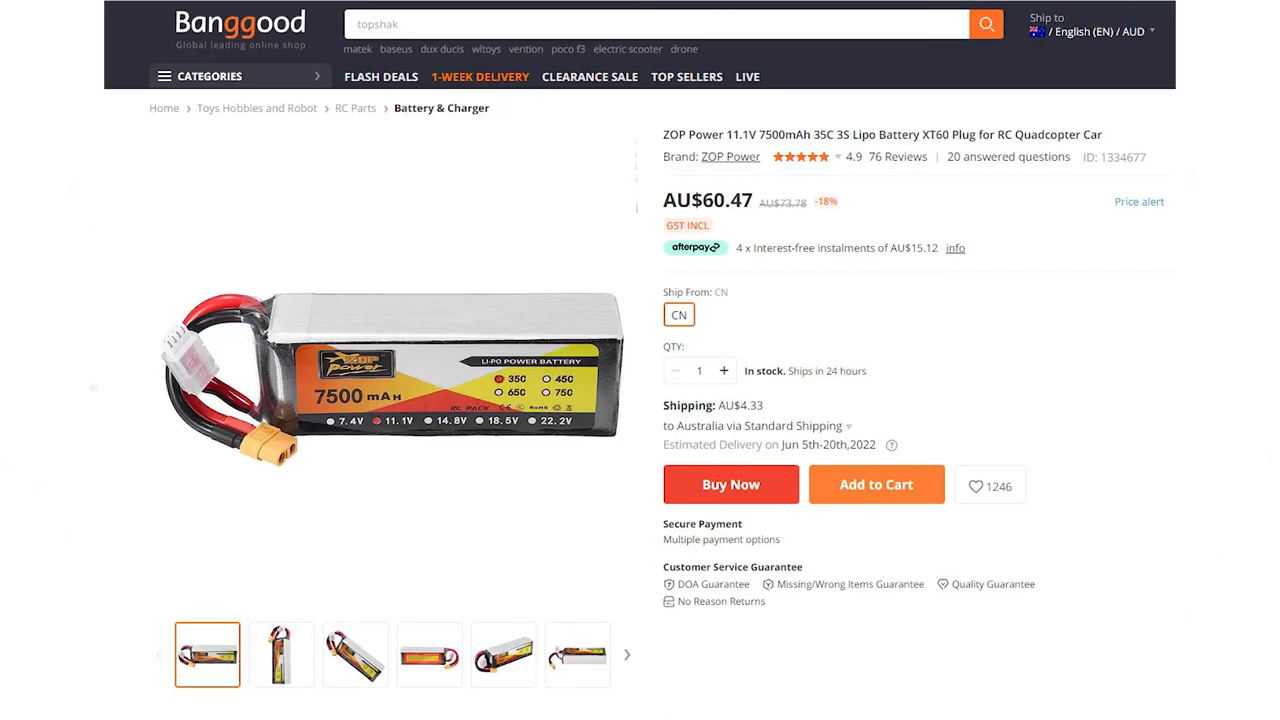 Banggood
Global leading online shop
topshak
matek baseus dux ducis wltoys vention poco f3 electric scooter drone
Ship to
/ English (EN) / AUD
CATEGORIES
FLASH DEALS 1-WEEK DELIVERY CLEARANCE SALE TOP SELLERS LIVE
Home > Toys Hobbies and Robot > RC Parts > Battery & Charger
ZOP Power 11.1V 7500mAh 35C 3S Lipo Battery XT60 Plug for RC Quadcopter Car
Brand: ZOP Power 4.9 76 Reviews | 20 answered questions ID: 1334677
AU$60.47 AU$73.78 -18%
Price alert
GST INCL
afterpay 4 x Interest-free instalments of AU$15.12 info
Ship From: CN
CN
QTY:
− 1 + In stock. Ships in 24 hours
Shipping: AU$4.33
to Australia via Standard Shipping
Estimated Delivery on Jun 5th-20th,2022
Buy Now Add to Cart 1246
Secure Payment
Multiple payment options
Customer Service Guarantee
DOA Guarantee Missing/Wrong Items Guarantee Quality Guarantee
No Reason Returns
ZOP
Power
LI-PO POWER BATTERY
35C 45C
65C 75C
7500 mAH
RC PACK CE RoHS
7.4V 11.1V 14.8V 18.5V 22.2V